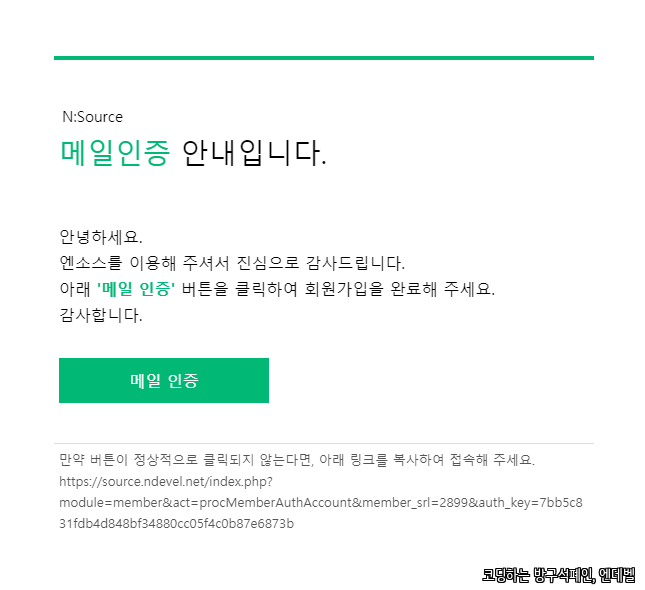 N:Source
메일인증 안내입니다.
안녕하세요.
엔소스를 이용해 주셔서 진심으로 감사드립니다.
아래 '메일 인증' 버튼을 클릭하여 회원가입을 완료해 주세요.
감사합니다.
메일 인증
만약 버튼이 정상적으로 클릭되지 않는다면, 아래 링크를 복사하여 접속해 주세요.
https://source.ndevel.net/index.php?
module=member&act=procMemberAuthAccount&member_srl=2899&auth_key=7bb5c8
31fdb4d848bf34880cc05f4c0b87e6873b
코딩하는 방구석폐인, 엔데벨